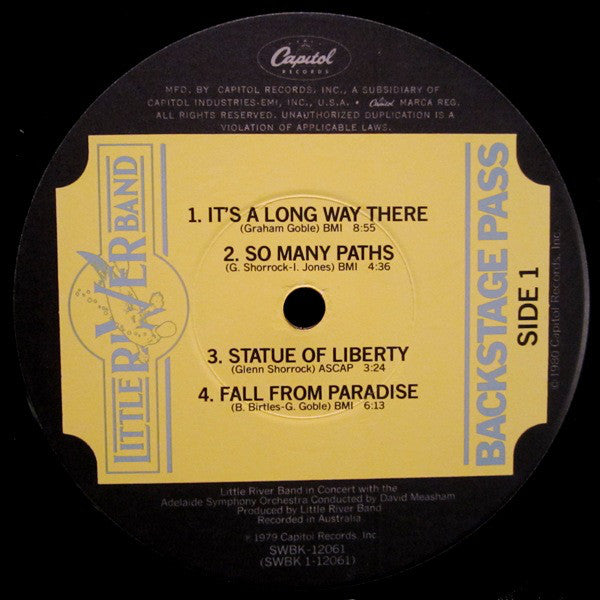 Capitol
RECORDS
MFD. BY CAPITOL RECORDS, INC., A SUBSIDIARY OF
CAPITOL INDUSTRIES-EMI, INC., U.S.A. • Capitol MARCA REG.
ALL RIGHTS RESERVED. UNAUTHORIZED DUPLICATION IS A
VIOLATION OF APPLICABLE LAWS.
LITTLE RIVER BAND
1. IT'S A LONG WAY THERE
(Graham Goble) BMI 8:55
2. SO MANY PATHS
(G. Shorrock-I. Jones) BMI 4:36
3. STATUE OF LIBERTY
(Glenn Shorrock) ASCAP 3:24
4. FALL FROM PARADISE
(B. Birtles-G. Goble) BMI 6:13
BACKSTAGE PASS
SIDE 1
©1980 Capitol Records, Inc.
Little River Band in Concert with the
Adelaide Symphony Orchestra Conducted by David Measham
Produced by Little River Band
Recorded in Australia
℗ 1979 Capitol Records, Inc.
SWBK-12061
(SWBK 1-12061)